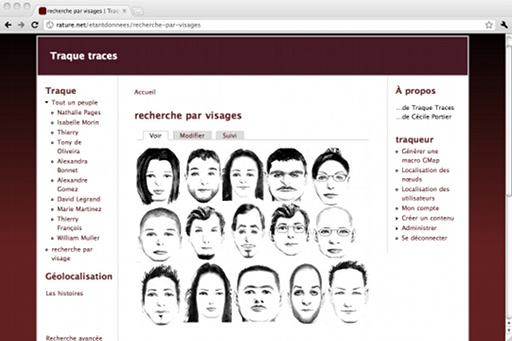 recherche par visages | Trac
rature.net/etantdonnees/recherche-par-visages
Traque traces
Traque
Tout un peuple
Nathalie Pages
Isabelle Morin
Thierry
Tony de
Oliveira
Alexandra
Bonnet
Alexandre
Gomez
David Legrand
Marie Martinez
Thierry
François
William Muller
recherche par
visage
Géolocalisation
Les histoires
Recherche avancée
Accueil
recherche par visages
Voir Modifier Suivi
À propos
...de Traque Traces
...de Cécile Portier
traqueur
Générer une
macro GMap
Localisation des
nœuds
Localisation des
utilisateurs
Mon compte
Créer un contenu
Administrer
Se déconnecter